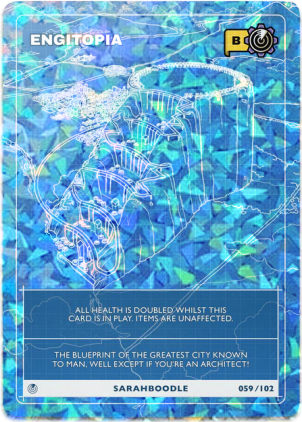 ENGITOPIA
B
ALL HEALTH IS DOUBLED WHILST THIS
CARD IS IN PLAY. ITEMS ARE UNAFFECTED.
THE BLUEPRINT OF THE GREATEST CITY KNOWN
TO MAN. WELL EXCEPT IF YOU'RE AN ARCHITECT!
SARAHBOODLE
059 /102